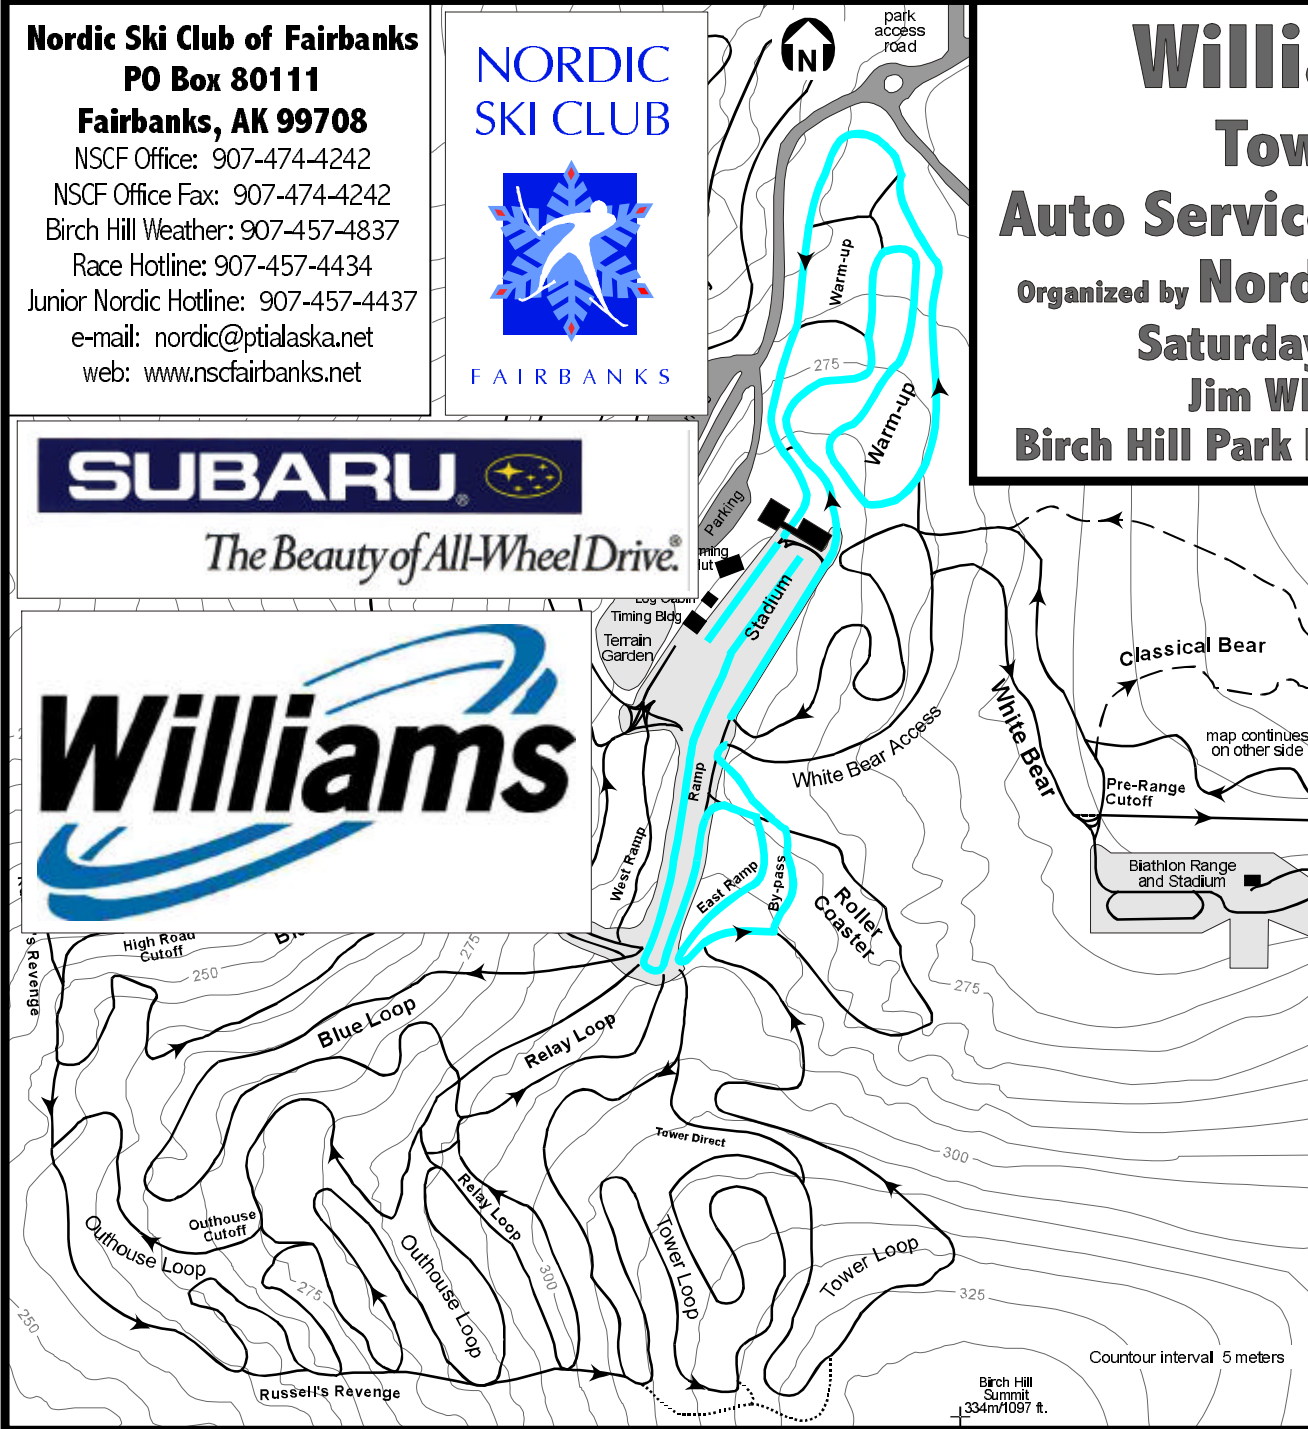 Nordic Ski Club of Fairbanks
PO Box 80111
Fairbanks, AK 99708
NSCF Office: 907-474-4242
NSCF Office Fax: 907-474-4242
Birch Hill Weather: 907-457-4837
Race Hotline: 907-457-4434
Junior Nordic Hotline: 907-457-4437
e-mail: nordic@ptialaska.net
web: www.nscfairbanks.net
NORDIC
SKI CLUB
FAIRBANKS
N
park
access
road
Willi
Tow
Auto Servic
Organized by Nord
Saturday
Jim Wh
Birch Hill Park
SUBARU®
The Beauty of All-Wheel Drive.®
Williams
Warm-up
275
Warm-up
Parking
Log Cabin
Timing Bldg
Terrain
Garden
Stadium
Ramp
West Ramp
East Ramp
By-pass
Roller
Coaster
White Bear Access
White Bear
Classical Bear
map continues
on other side
Pre-Range
Cutoff
Biathlon Range
and Stadium
's Revenge
High Road
Cutoff
250
275
275
Blue Loop
Relay Loop
Tower Direct
300
Relay Loop
Outhouse
Cutoff
Outhouse Loop
Outhouse Loop
Tower Loop
Tower Loop
275
300
325
250
Russell's Revenge
Countour interval 5 meters
Birch Hill
Summit
334m/1097 ft.